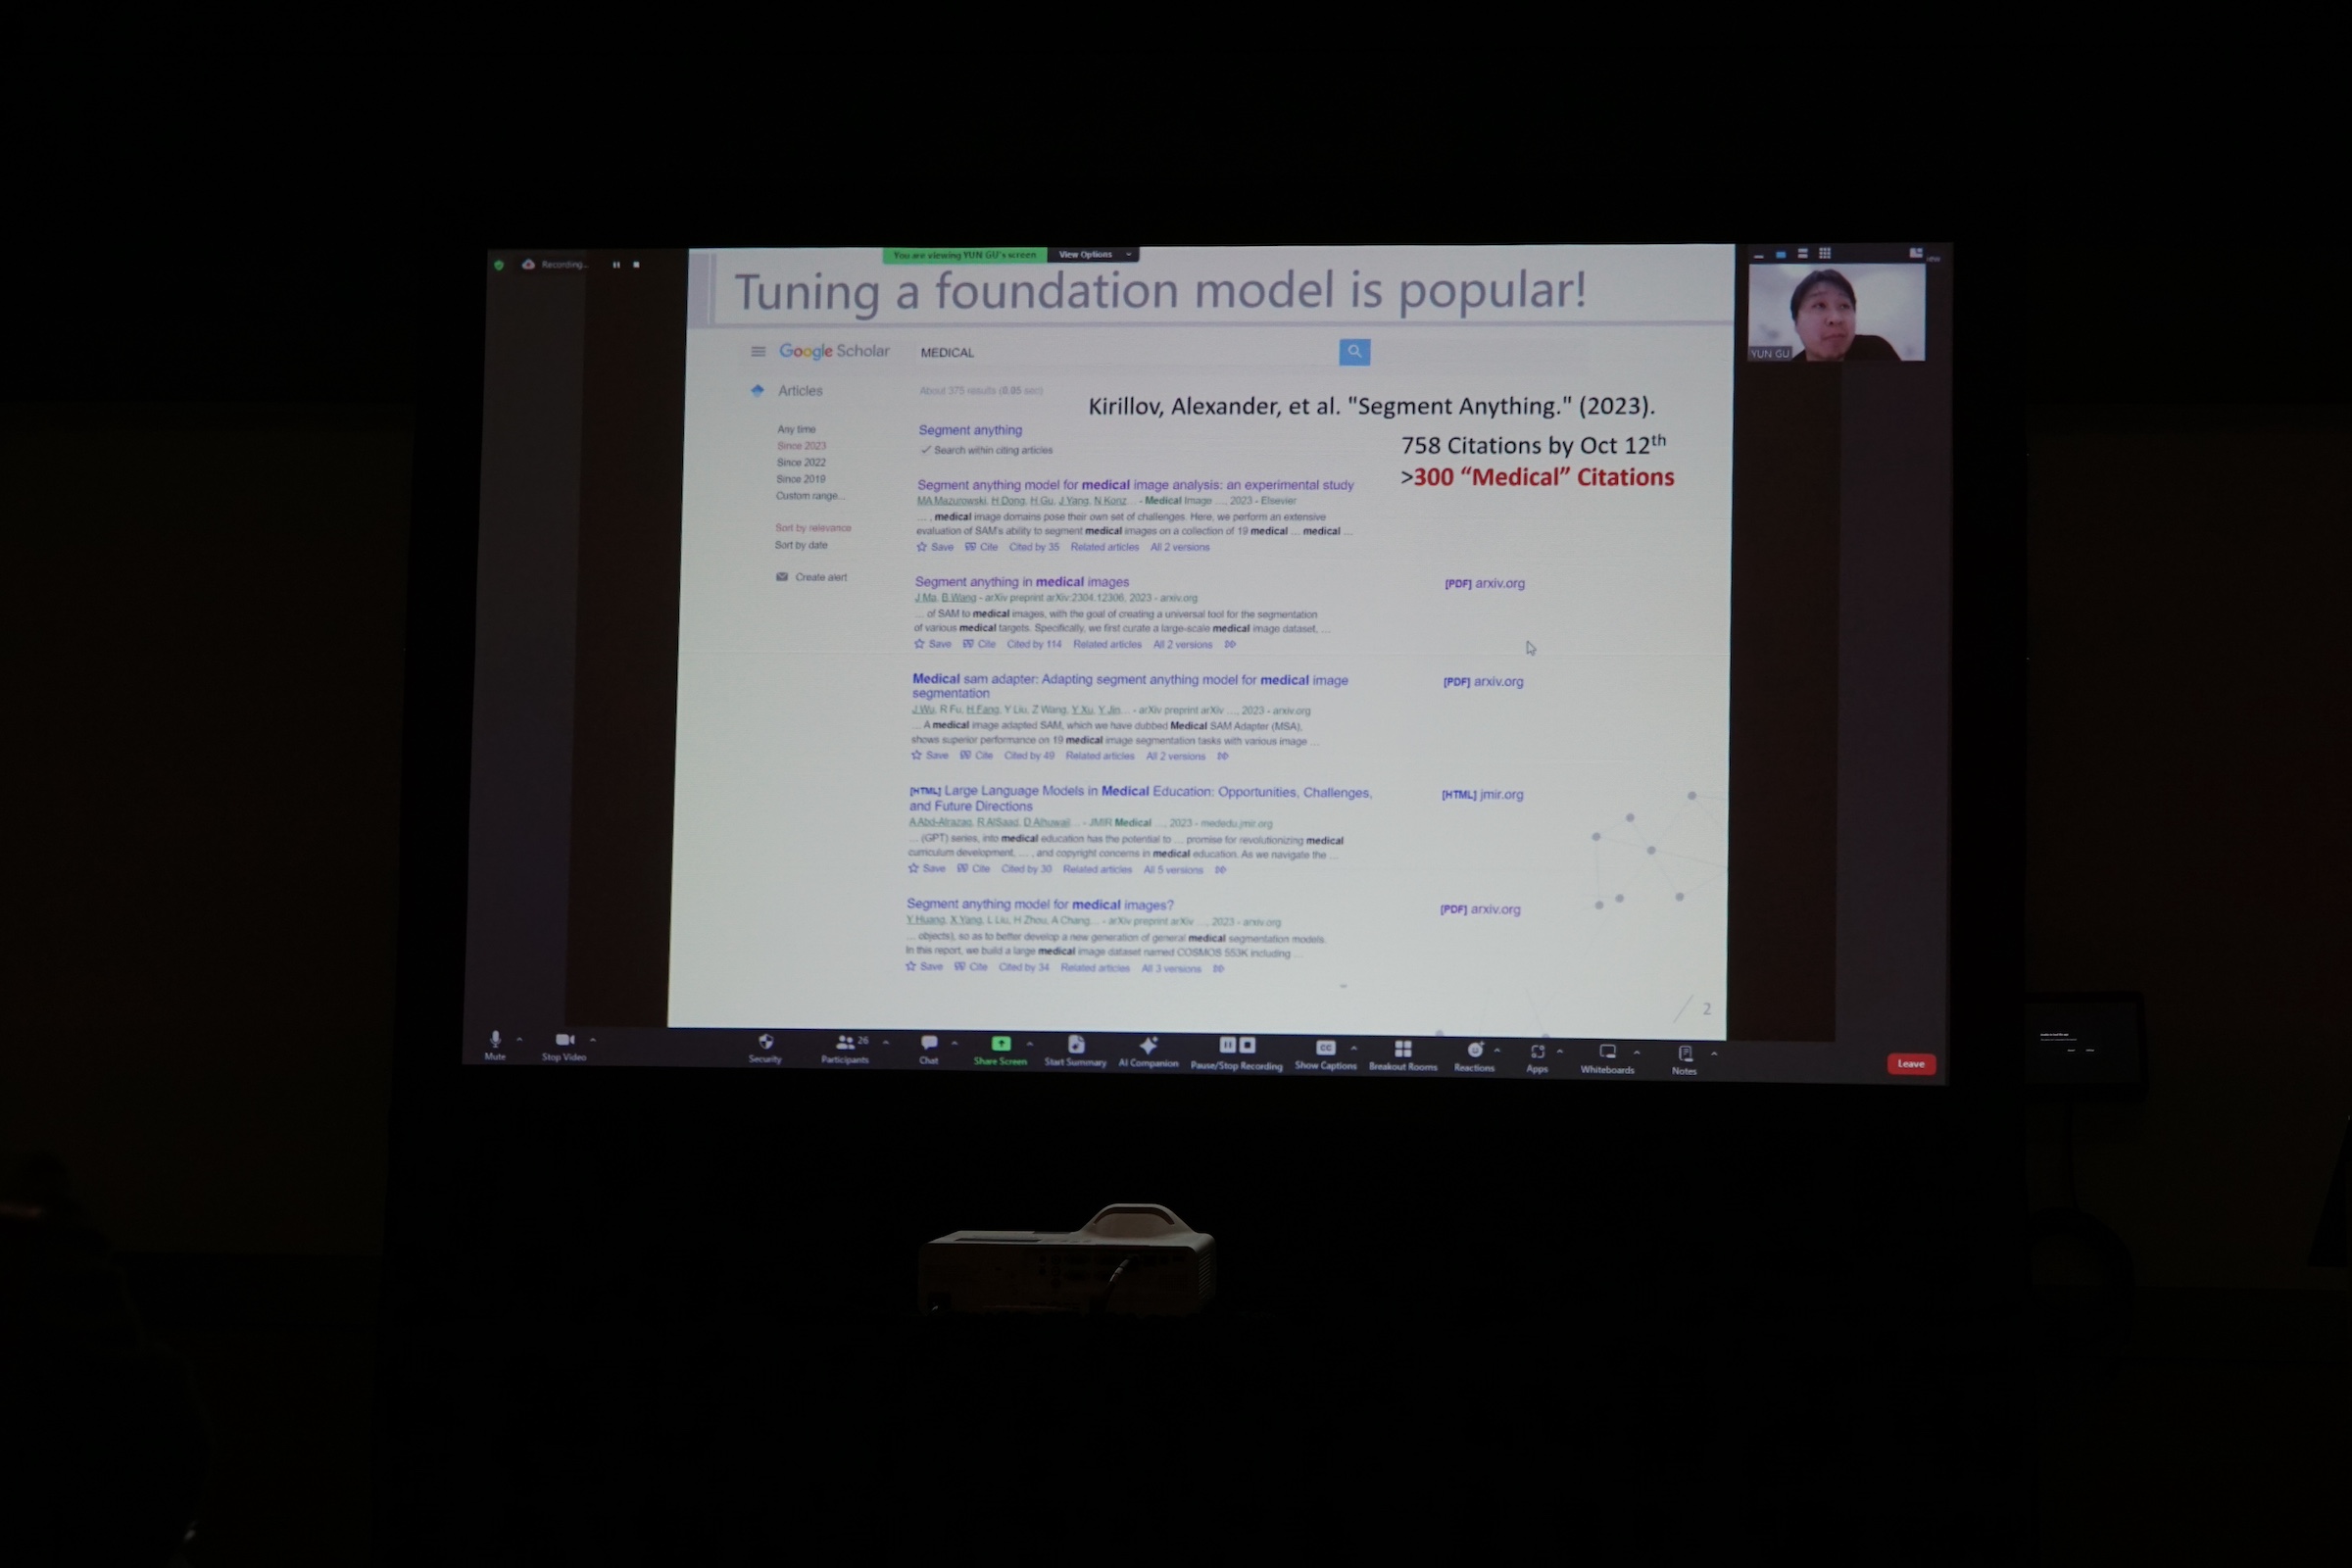 Recording...
You are viewing YUN GU's screen
View Options
Tuning a foundation model is popular!
YUN GU
Google Scholar
MEDICAL
Articles
About 375 results (0.05 sec)
Kirillov, Alexander, et al. "Segment Anything." (2023).
758 Citations by Oct 12th
>300 “Medical” Citations
Any time
Since 2023
Since 2022
Since 2019
Custom range...
Sort by relevance
Sort by date
Create alert
Segment anything
Search within citing articles
Segment anything model for medical image analysis: an experimental study
MA Mazurowski, H Dong, H Gu, J Yang, N Konz... - Medical Image ..., 2023 - Elsevier
... , medical image domains pose their own set of challenges. Here, we perform an extensive
evaluation of SAM's ability to segment medical images on a collection of 19 medical ... medical ...
Save Cite Cited by 35 Related articles All 2 versions
Segment anything in medical images
[PDF] arxiv.org
J Ma, B Wang - arXiv preprint arXiv:2304.12306, 2023 - arxiv.org
... of SAM to medical images, with the goal of creating a universal tool for the segmentation
of various medical targets. Specifically, we first curate a large-scale medical image dataset, ...
Save Cite Cited by 114 Related articles All 2 versions
Medical sam adapter: Adapting segment anything model for medical image
segmentation
[PDF] arxiv.org
J Wu, R Fu, H Fang, Y Liu, Z Wang, Y Xu, Y Jin... - arXiv preprint arXiv ..., 2023 - arxiv.org
... A medical image adapted SAM, which we have dubbed Medical SAM Adapter (MSA),
shows superior performance on 19 medical image segmentation tasks with various image ...
Save Cite Cited by 49 Related articles All 2 versions
[HTML] Large Language Models in Medical Education: Opportunities, Challenges,
and Future Directions
[HTML] jmir.org
A Abd-Alrazaq, R AlSaad, D Alhuwail... - JMIR Medical ..., 2023 - mededu.jmir.org
... (GPT) series, into medical education has the potential to ... promise for revolutionizing medical
curriculum development, ... , and copyright concerns in medical education. As we navigate the ...
Save Cite Cited by 30 Related articles All 5 versions
Segment anything model for medical images?
[PDF] arxiv.org
Y Huang, X Yang, L Liu, H Zhou, A Chang... - arXiv preprint arXiv ..., 2023 - arxiv.org
... objects), so as to better develop a new generation of general medical segmentation models.
In this report, we build a large medical image dataset named COSMOS 553K including ...
Save Cite Cited by 34 Related articles All 3 versions
2
Mute
Stop Video
Security
Participants
26
Chat
Share Screen
Start Summary
AI Companion
Pause/Stop Recording
CC
Show Captions
Breakout Rooms
Reactions
Apps
Whiteboards
Notes
Leave